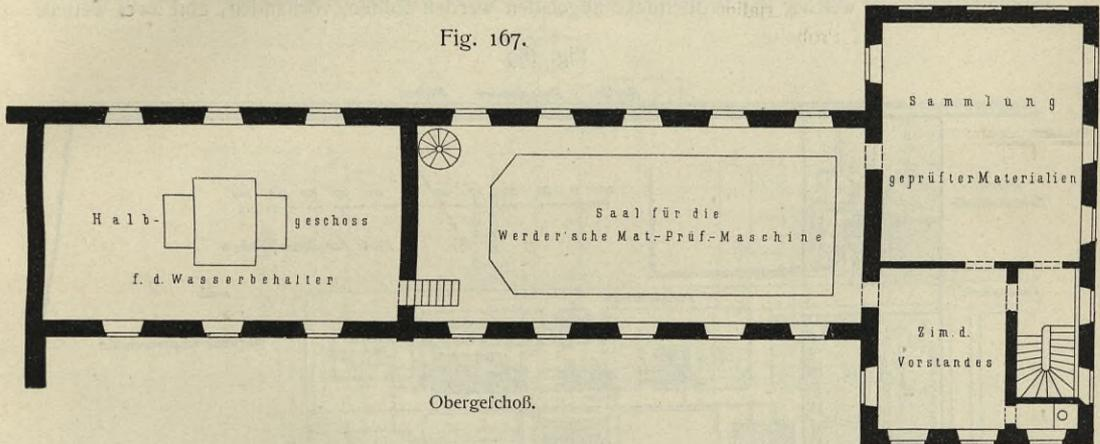 Fig. 167.
Sammlung
geprüfter Materialien
Halb-
geschoss
f. d. Wasserbehalter
Saal für die
Werder'sche Mat.-Prüf.-Maschine
Zim. d.
Vorstandes
Obergeſchoß.